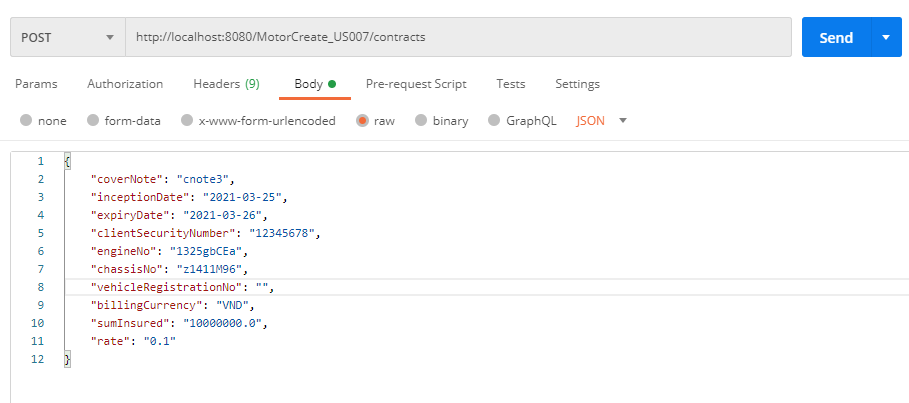 POST http://localhost:8080/MotorCreate_US007/contracts Send
Params Authorization Headers (9) Body Pre-request Script Tests Settings
none form-data x-www-form-urlencoded raw binary GraphQL JSON
1 {
2 "coverNote": "cnote3",
3 "inceptionDate": "2021-03-25",
4 "expiryDate": "2021-03-26",
5 "clientSecurityNumber": "12345678",
6 "engineNo": "1325gbCEa",
7 "chassisNo": "z1411M96",
8 "vehicleRegistrationNo": "",
9 "billingCurrency": "VND",
10 "sumInsured": "10000000.0",
11 "rate": "0.1"
12 }